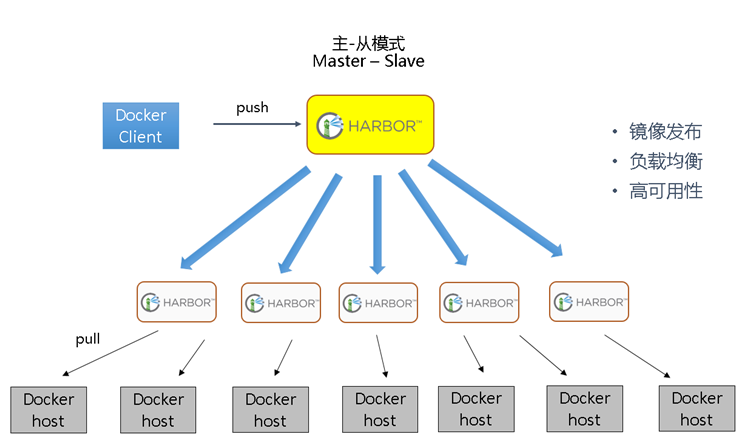 主-从模式
Master – Slave
Docker
Client
push
HARBOR™
镜像发布
负载均衡
高可用性
HARBOR™
HARBOR™
HARBOR™
HARBOR™
HARBOR™
pull
Docker
host
Docker
host
Docker
host
Docker
host
Docker
host
Docker
host
Docker
host